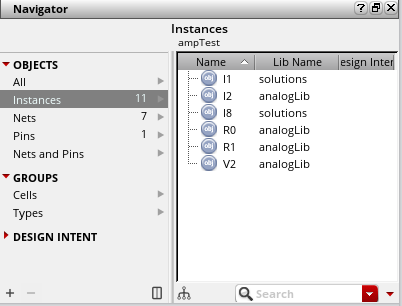 Navigator
Instances
ampTest
OBJECTS
All
Instances 11
Nets 7
Pins 1
Nets and Pins
GROUPS
Cells
Types
DESIGN INTENT
Name Lib Name esign Inter
I1 solutions
I2 analogLib
I8 solutions
R0 analogLib
R1 analogLib
V2 analogLib
Search